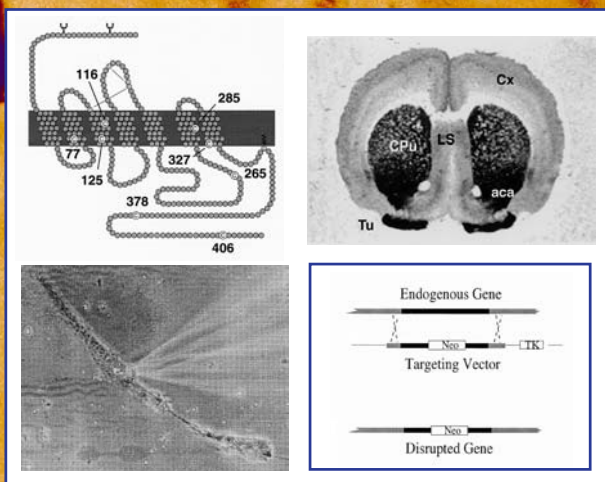 116
285
77
125
327
265
378
406
Cx
CPu
LS
aca
Tu
Endogenous Gene
Neo
TK
Targeting Vector
Neo
Disrupted Gene